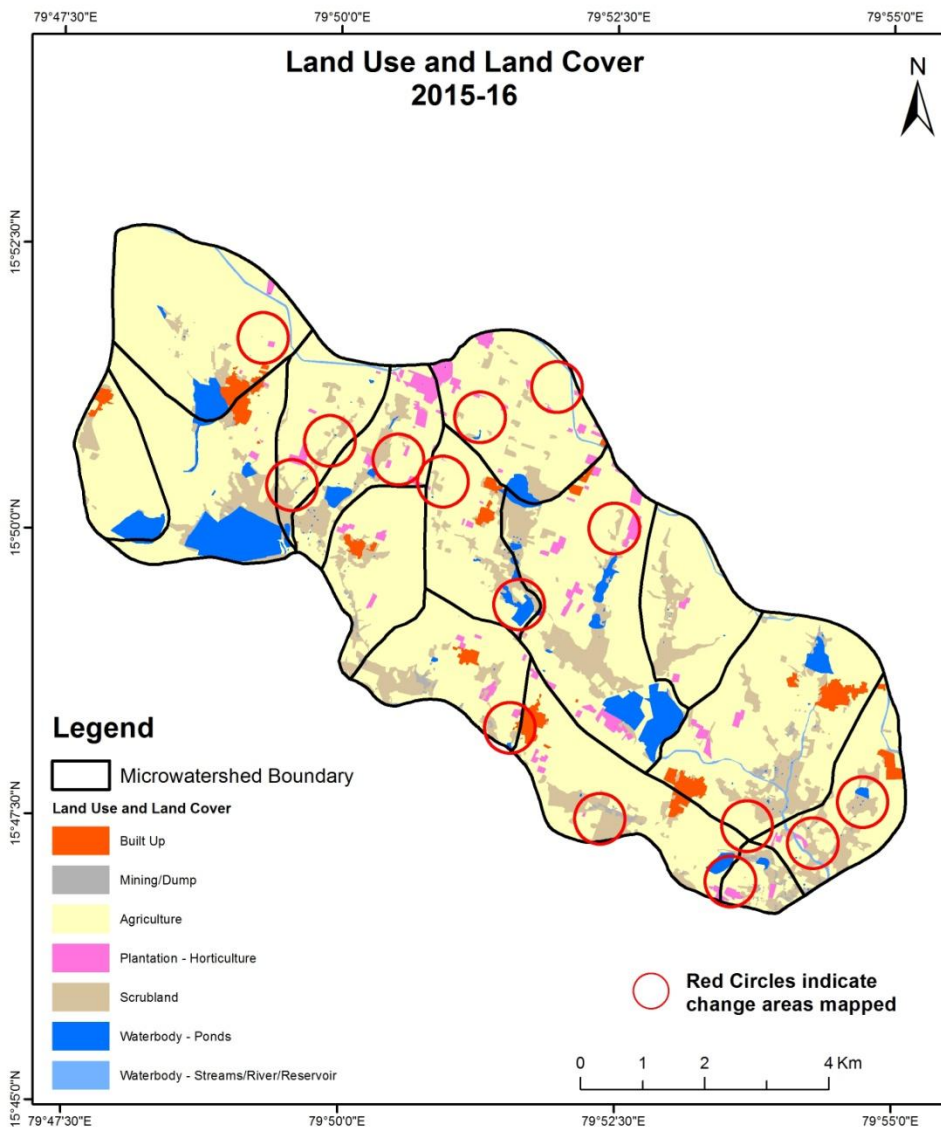 79°47'30"E 79°50'0"E 79°52'30"E 79°55'0"E
Land Use and Land Cover
2015-16
N
15°52'30"N
15°50'0"N
15°47'30"N
15°45'0"N
Legend
Microwatershed Boundary
Land Use and Land Cover
Built Up
Mining/Dump
Agriculture
Plantation - Horticulture
Scrubland
Waterbody - Ponds
Waterbody - Streams/River/Reservoir
Red Circles indicate
change areas mapped
0 1 2 4 Km
79°47'30"E 79°50'0"E 79°52'30"E 79°55'0"E